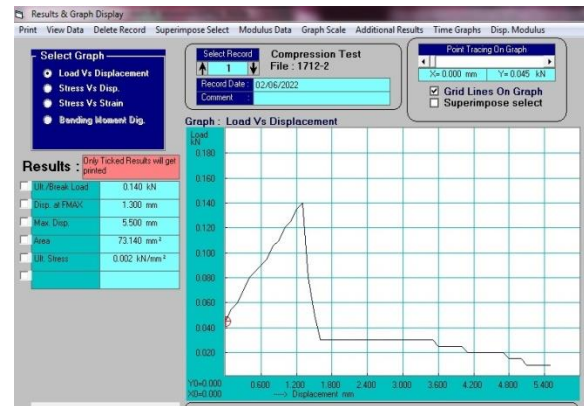 Results & Graph Display
Print View Data Delete Record Superimpose Select Modulus Data Graph Scale Additional Results Time Graphs Disp. Modulus
Select Graph
Load Vs Displacement
Stress Vs Disp.
Stress Vs Strain
Bending Moment Dig.
Select Record
1
Compression Test
File : 1712-2
Record Date : 02/06/2022
Comment :
Point Tracing On Graph
X= 0.000 mm Y= 0.045 kN
Grid Lines On Graph
Superimpose select
Results :
Only Ticked Results will get
printed
Ult./Break Load 0.140 kN
Disp. at FMAX 1.300 mm
Max. Disp. 5.500 mm
Area 73.140 mm²
Ult. Stress 0.002 kN/mm²
Graph : Load Vs Displacement
Load
kN
0.180
0.160
0.140
0.120
0.100
0.080
0.060
0.040
0.020
Y0=0.000
X0=0.000
0.600 1.200 1.800 2.400 3.000 3.600 4.200 4.800 5.400
---> Displacement mm